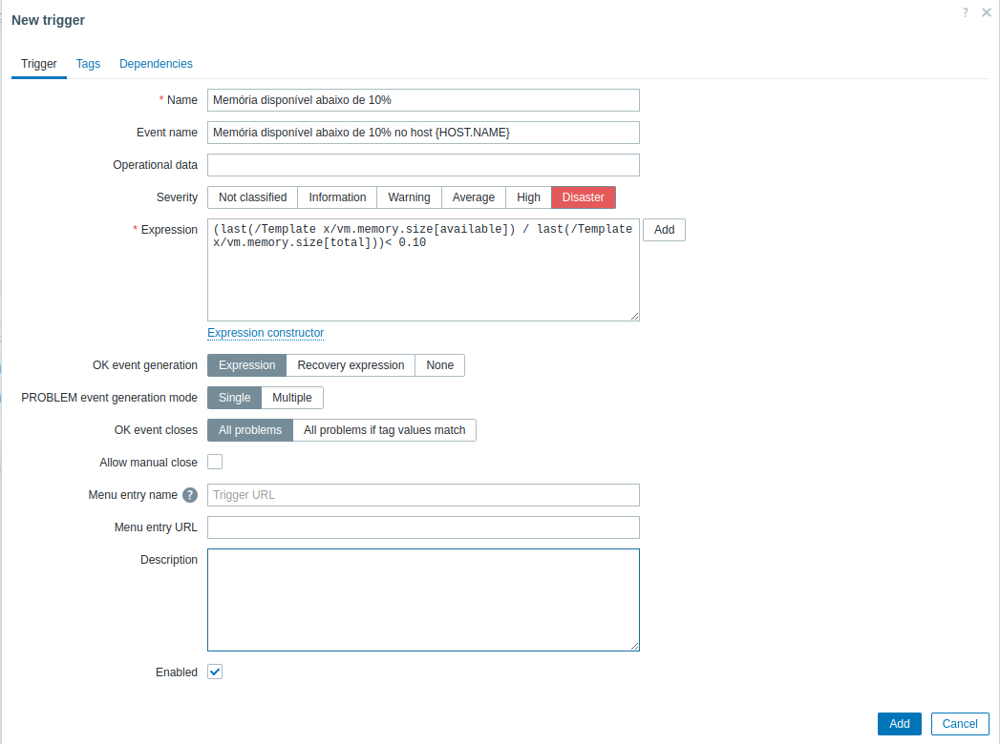 New trigger
? ×
Trigger Tags Dependencies
* Name Memória disponível abaixo de 10%
Event name Memória disponível abaixo de 10% no host {HOST.NAME}
Operational data
Severity Not classified Information Warning Average High Disaster
* Expression (last(/Template x/vm.memory.size[available]) / last(/Template Add
x/vm.memory.size[total]))< 0.10
Expression constructor
OK event generation Expression Recovery expression None
PROBLEM event generation mode Single Multiple
OK event closes All problems All problems if tag values match
Allow manual close
Menu entry name ? Trigger URL
Menu entry URL
Description
Enabled
Add Cancel